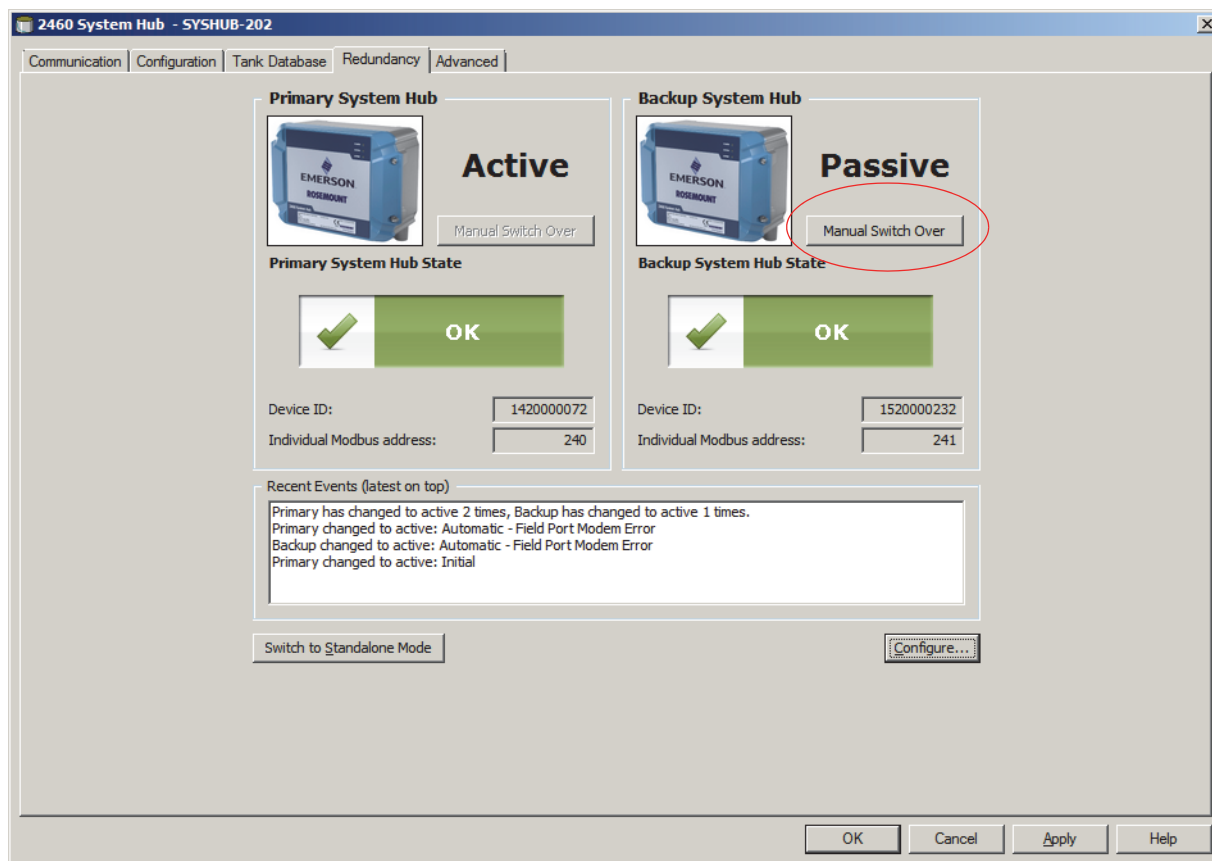 2460 System Hub - SYSHUB-202
Communication Configuration Tank Database Redundancy Advanced
Primary System Hub
EMERSON
ROSEMOUNT
Active
Manual Switch Over
Primary System Hub State
OK
Device ID: 1420000072
Individual Modbus address: 240
Backup System Hub
EMERSON
ROSEMOUNT
Passive
Manual Switch Over
Backup System Hub State
OK
Device ID: 1520000232
Individual Modbus address: 241
Recent Events (latest on top)
Primary has changed to active 2 times, Backup has changed to active 1 times.
Primary changed to active: Automatic - Field Port Modem Error
Backup changed to active: Automatic - Field Port Modem Error
Primary changed to active: Initial
Switch to Standalone Mode
Configure...
OK Cancel Apply Help